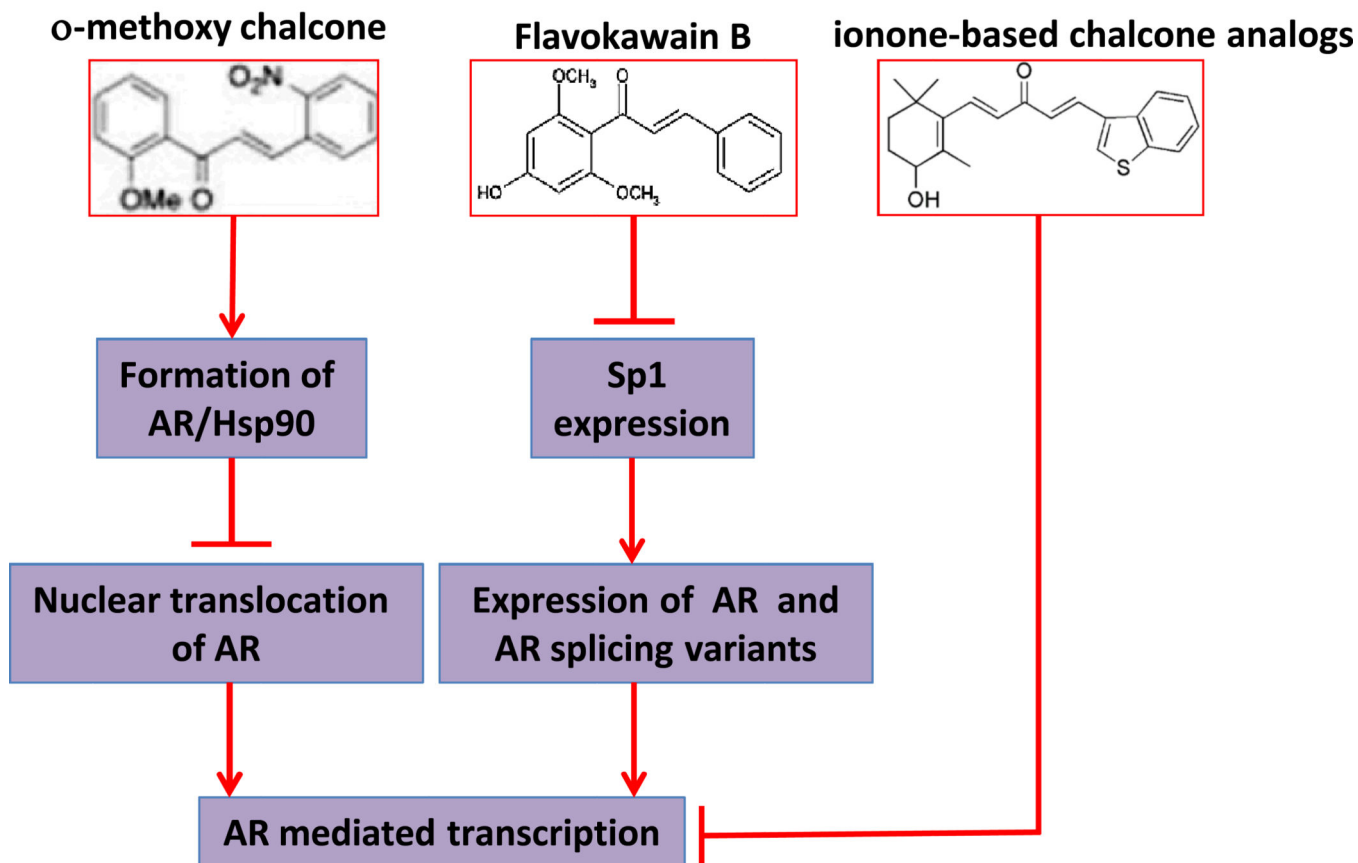 o-methoxy chalcone
Flavokawain B
ionone-based chalcone analogs
O₂N
OMe
O
OCH₃
O
HO
OCH₃
O
S
OH
Formation of
AR/Hsp90
Sp1
expression
Nuclear translocation
of AR
Expression of AR and
AR splicing variants
AR mediated transcription